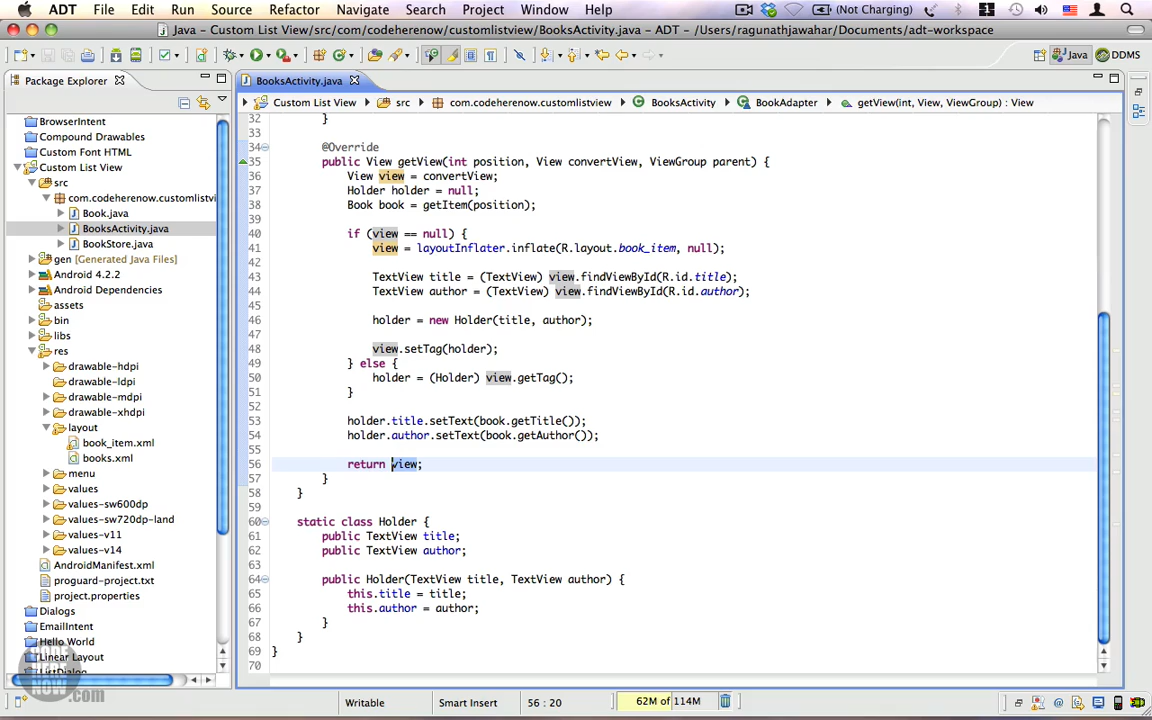 ADT File Edit Run Source Refactor Navigate Search Project Window Help (Not Charging) 1
Java – Custom List View/src/com/codeherenow/customlistview/BooksActivity.java – ADT – /Users/ragunathjawahar/Documents/adt-workspace
Java DDMS
Package Explorer BooksActivity.java
Custom List View src com.codeherenow.customlistview BooksActivity BookAdapter getView(int, View, ViewGroup) : View
BrowserIntent
Compound Drawables
Custom Font HTML
Custom List View
src
com.codeherenow.customlistvi
Book.java
BooksActivity.java
BookStore.java
gen [Generated Java Files]
Android 4.2.2
Android Dependencies
assets
bin
libs
res
drawable-hdpi
drawable-ldpi
drawable-mdpi
drawable-xhdpi
layout
book_item.xml
books.xml
menu
values
values-sw600dp
values-sw720dp-land
values-v11
values-v14
AndroidManifest.xml
proguard-project.txt
project.properties
Dialogs
EmailIntent
Hello World
Linear Layout
ListDialog
32 }
33
34 @Override
35 public View getView(int position, View convertView, ViewGroup parent) {
36 View view = convertView;
37 Holder holder = null;
38 Book book = getItem(position);
39
40 if (view == null) {
41 view = layoutInflater.inflate(R.layout.book_item, null);
42
43 TextView title = (TextView) view.findViewById(R.id.title);
44 TextView author = (TextView) view.findViewById(R.id.author);
45
46 holder = new Holder(title, author);
47
48 view.setTag(holder);
49 } else {
50 holder = (Holder) view.getTag();
51 }
52
53 holder.title.setText(book.getTitle());
54 holder.author.setText(book.getAuthor());
55
56 return view;
57 }
58 }
59
60 static class Holder {
61 public TextView title;
62 public TextView author;
63
64 public Holder(TextView title, TextView author) {
65 this.title = title;
66 this.author = author;
67 }
68 }
69 }
70
CODE
HERE
NOW.com
Writable Smart Insert 56 : 20 62M of 114M